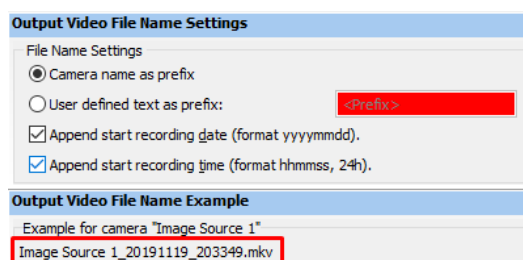 Output Video File Name Settings
File Name Settings
Camera name as prefix
User defined text as prefix: <Prefix>
Append start recording date (format yyyymmdd).
Append start recording time (format hhmmss, 24h).
Output Video File Name Example
Example for camera "Image Source 1"
Image Source 1_20191119_203349.mkv